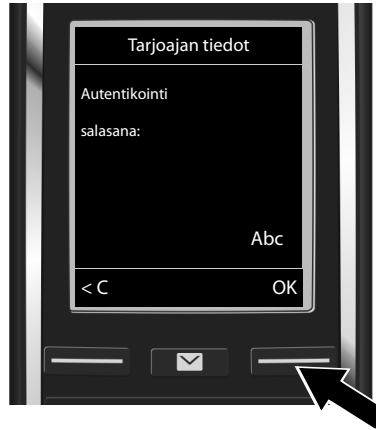 Tarjoajan tiedot
Autentikointi
salasana:
Abc
< C OK